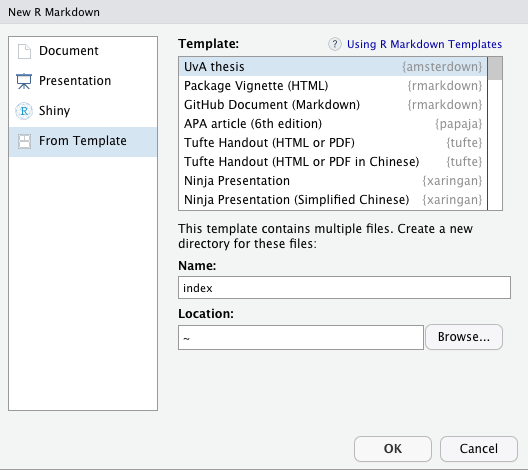 New R Markdown
Document
Presentation
R Shiny
From Template
Template:
? Using R Markdown Templates
UvA thesis {amsterdown}
Package Vignette (HTML) {rmarkdown}
GitHub Document (Markdown) {rmarkdown}
APA article (6th edition) {papaja}
Tufte Handout (HTML or PDF) {tufte}
Tufte Handout (HTML or PDF in Chinese) {tufte}
Ninja Presentation {xaringan}
Ninja Presentation (Simplified Chinese) {xaringan}
This template contains multiple files. Create a new
directory for these files:
Name:
index
Location:
~
Browse...
OK
Cancel